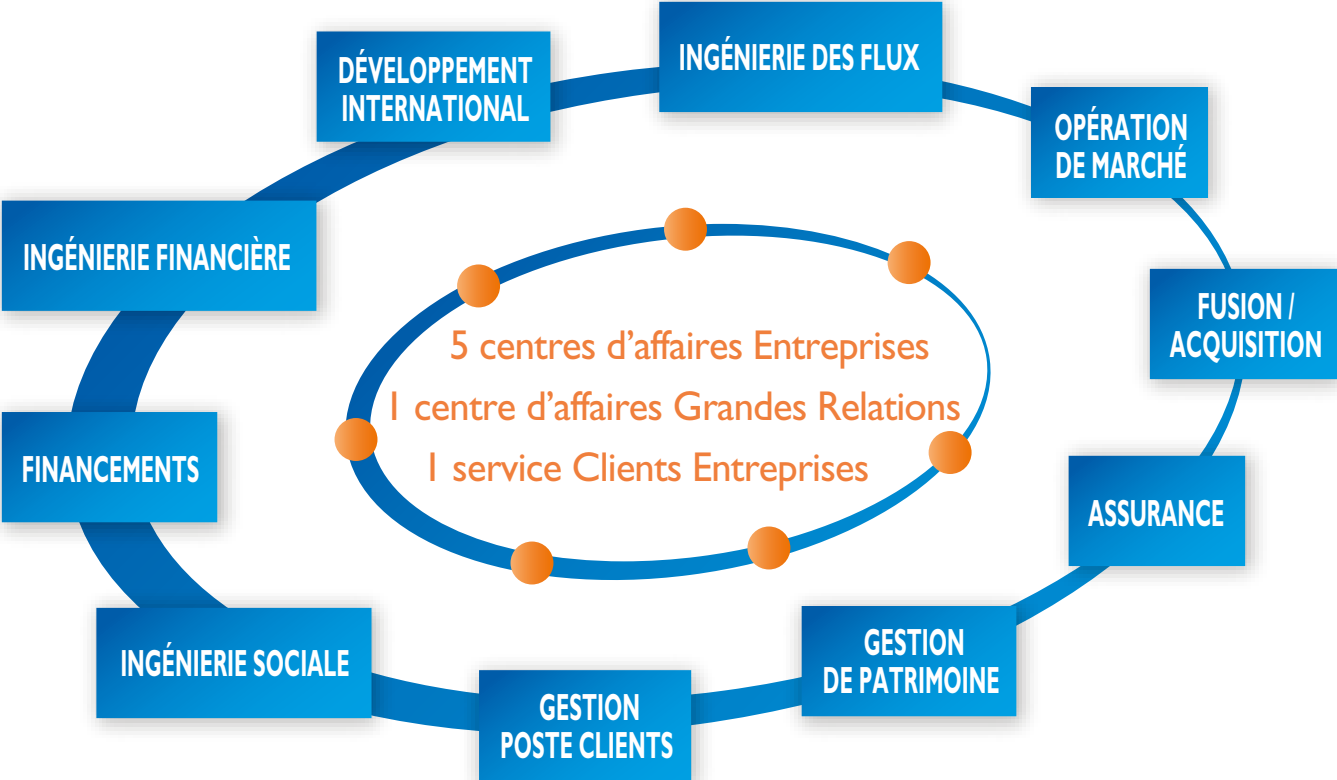 DÉVELOPPEMENT
INTERNATIONAL
INGÉNIERIE DES FLUX
OPÉRATION
DE MARCHÉ
INGÉNIERIE FINANCIÈRE
FUSION /
ACQUISITION
5 centres d’affaires Entreprises
1 centre d’affaires Grandes Relations
1 service Clients Entreprises
FINANCEMENTS
ASSURANCE
INGÉNIERIE SOCIALE
GESTION
DE PATRIMOINE
GESTION
POSTE CLIENTS